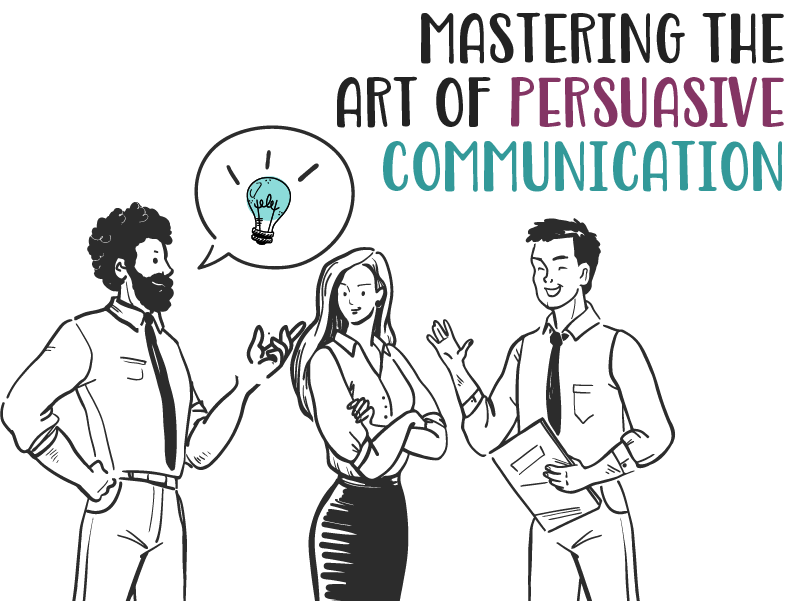 MASTERING THE
ART OF PERSUASIVE
COMMUNICATION